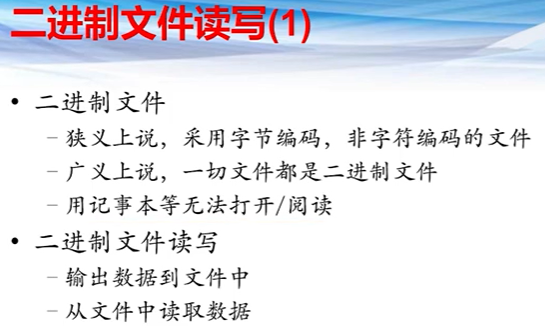 二进制文件读写(1)
• 二进制文件
– 狭义上说，采用字节编码，非字符编码的文件
– 广义上说，一切文件都是二进制文件
– 用记事本等无法打开/阅读
• 二进制文件读写
– 输出数据到文件中
– 从文件中读取数据